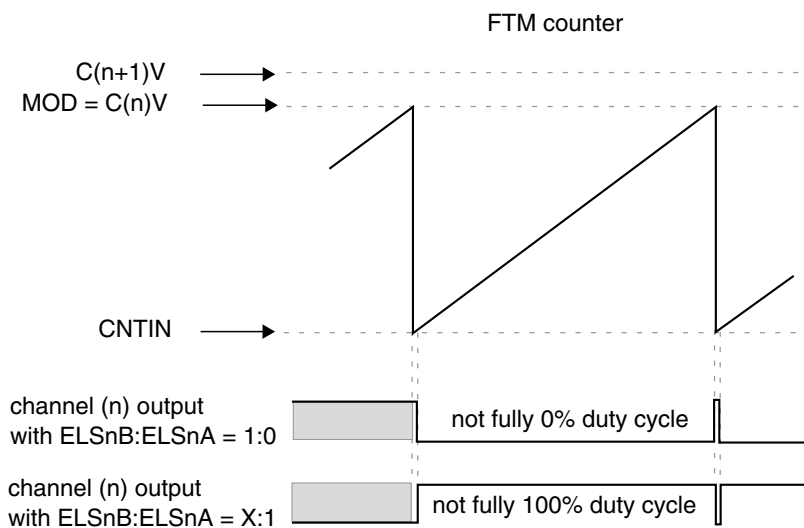 FTM counter
C(n+1)V
MOD = C(n)V
CNTIN
channel (n) output
with ELSnB:ELSnA = 1:0
not fully 0% duty cycle
channel (n) output
with ELSnB:ELSnA = X:1
not fully 100% duty cycle